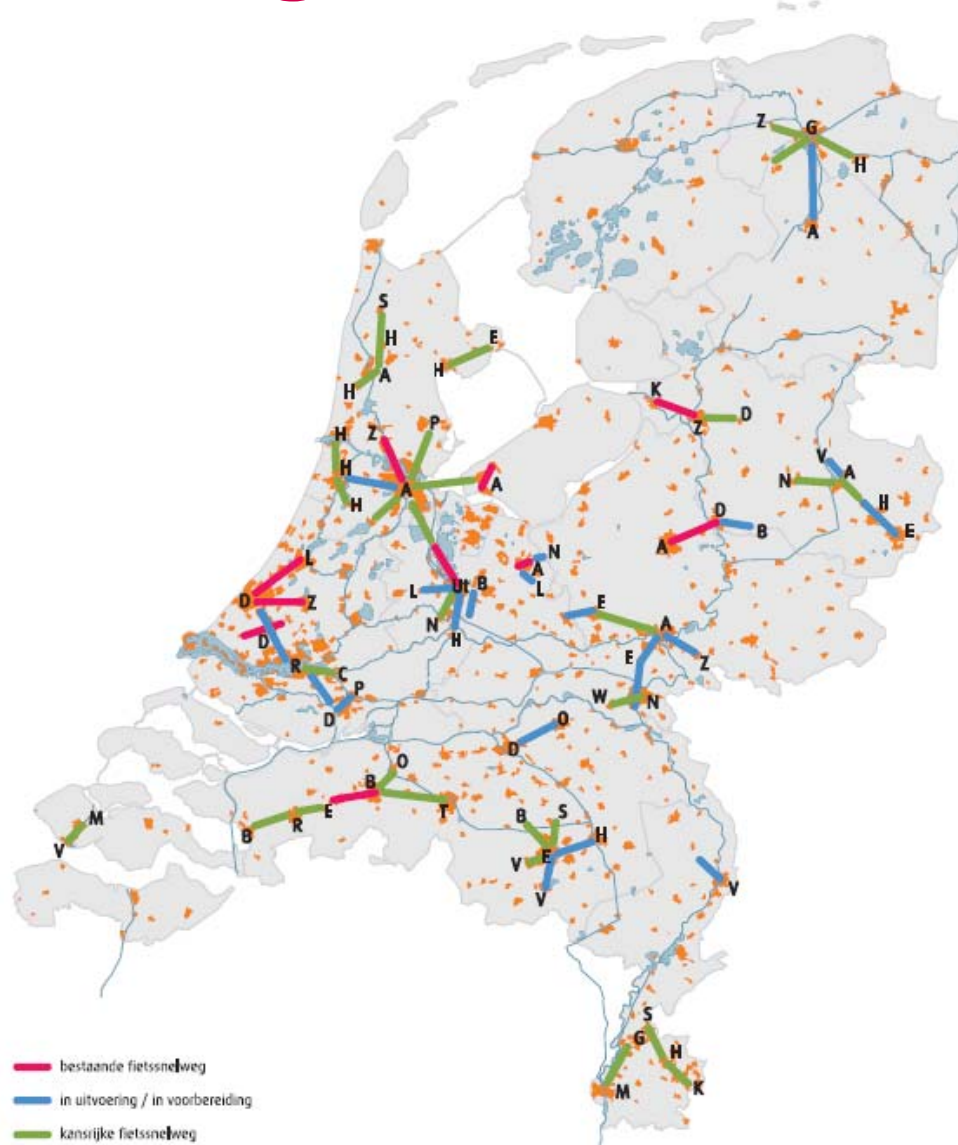 Z G
H
A
S
H
A
H
E
H
K
Z D
P
Z
H
H
A
H
A
V
A
N
H
E
D
B
A
L
D
Z
D
N
A
L
Ut
B
L
N
H
E
A
E
Z
R
C
P
D
W
N
O
D
O
B
E
R
B
T
M
V
B
S
H
E
V
V
V
S
G
H
M
K
bestaande fietssnelweg
in uitvoering / in voorbereiding
kansrijke fietssnelweg